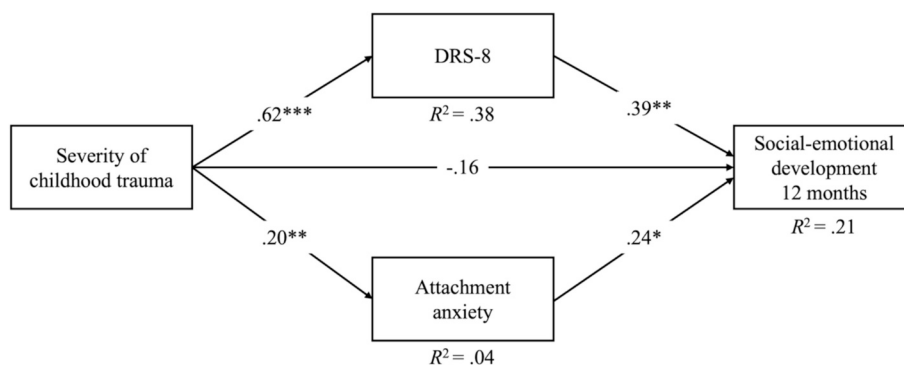 DRS-8
R² = .38
.62***
.39**
Severity of
childhood trauma
-.16
Social-emotional
development
12 months
R² = .21
.20**
.24*
Attachment
anxiety
R² = .04